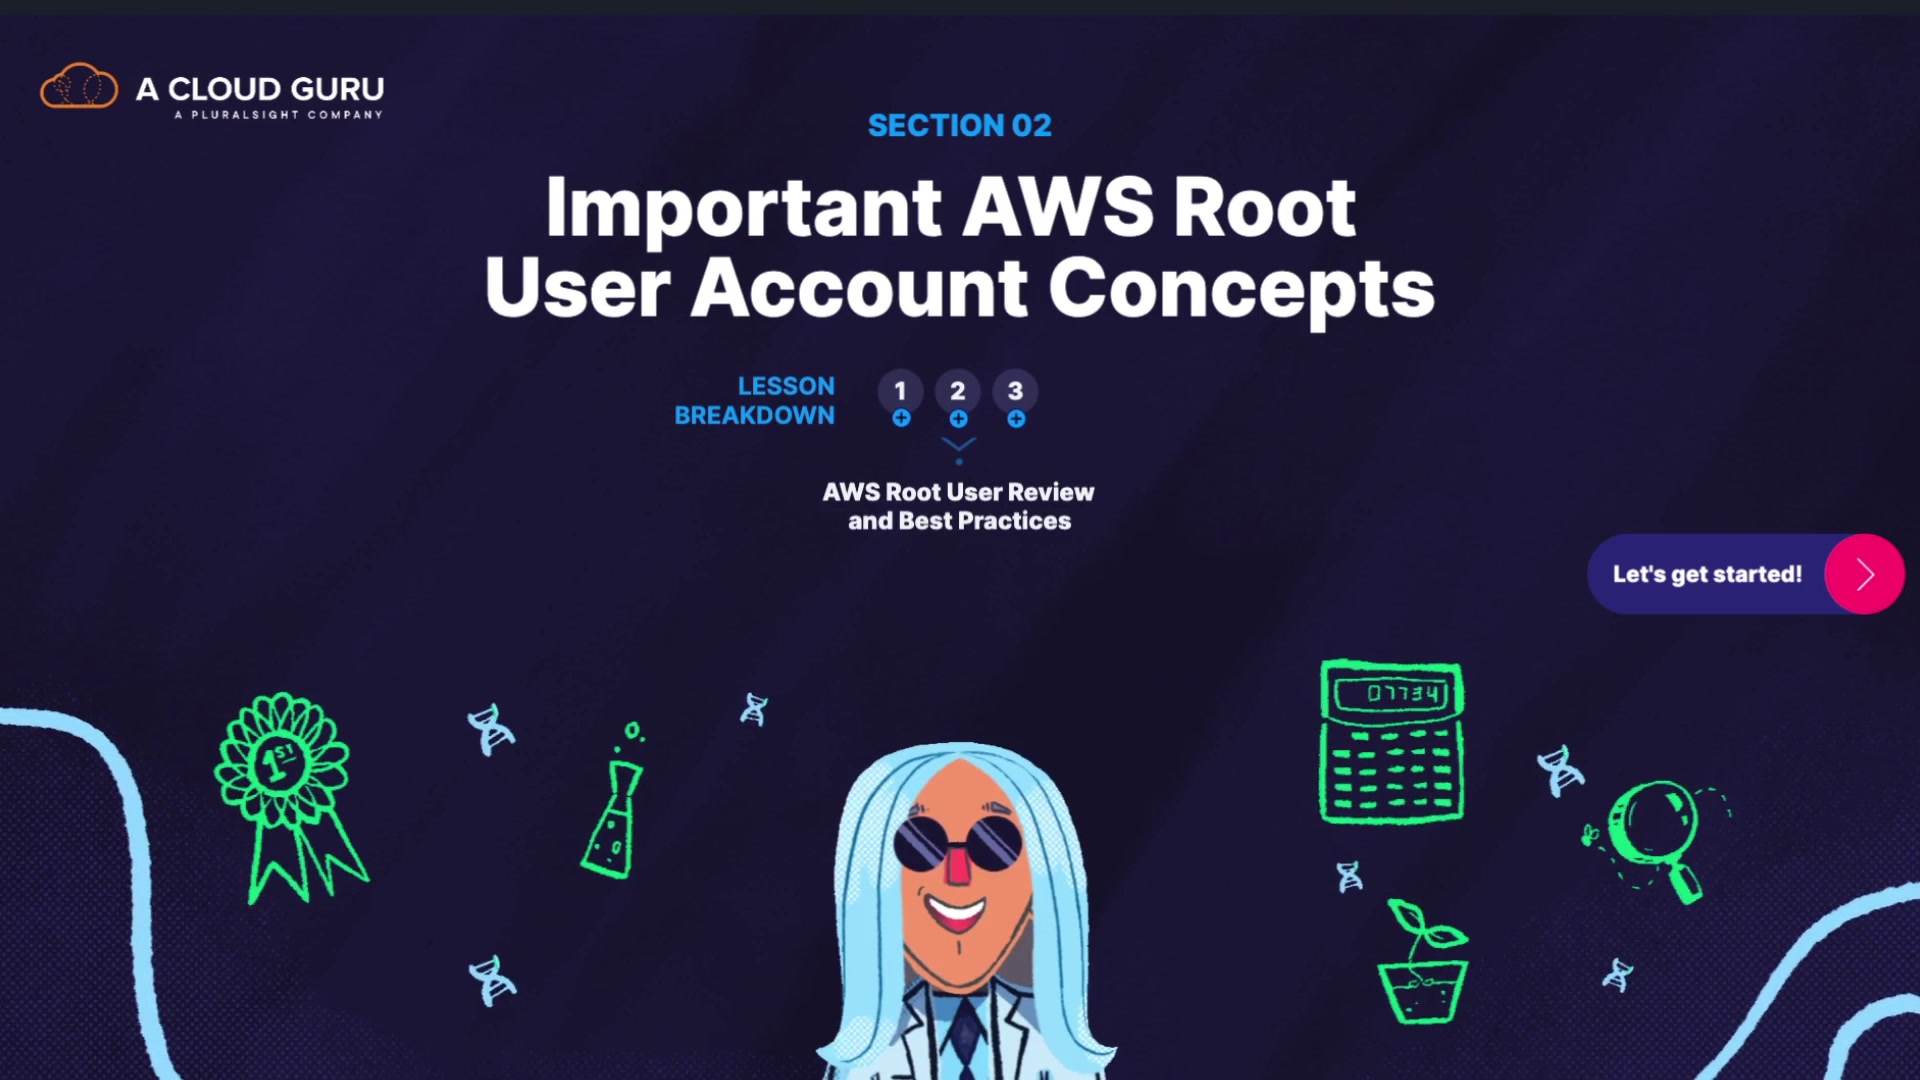 A CLOUD GURU
A PLURALSIGHT COMPANY
SECTION 02
Important AWS Root
User Account Concepts
LESSON
BREAKDOWN
1 2 3
AWS Root User Review
and Best Practices
Let's get started!
1ST
07734